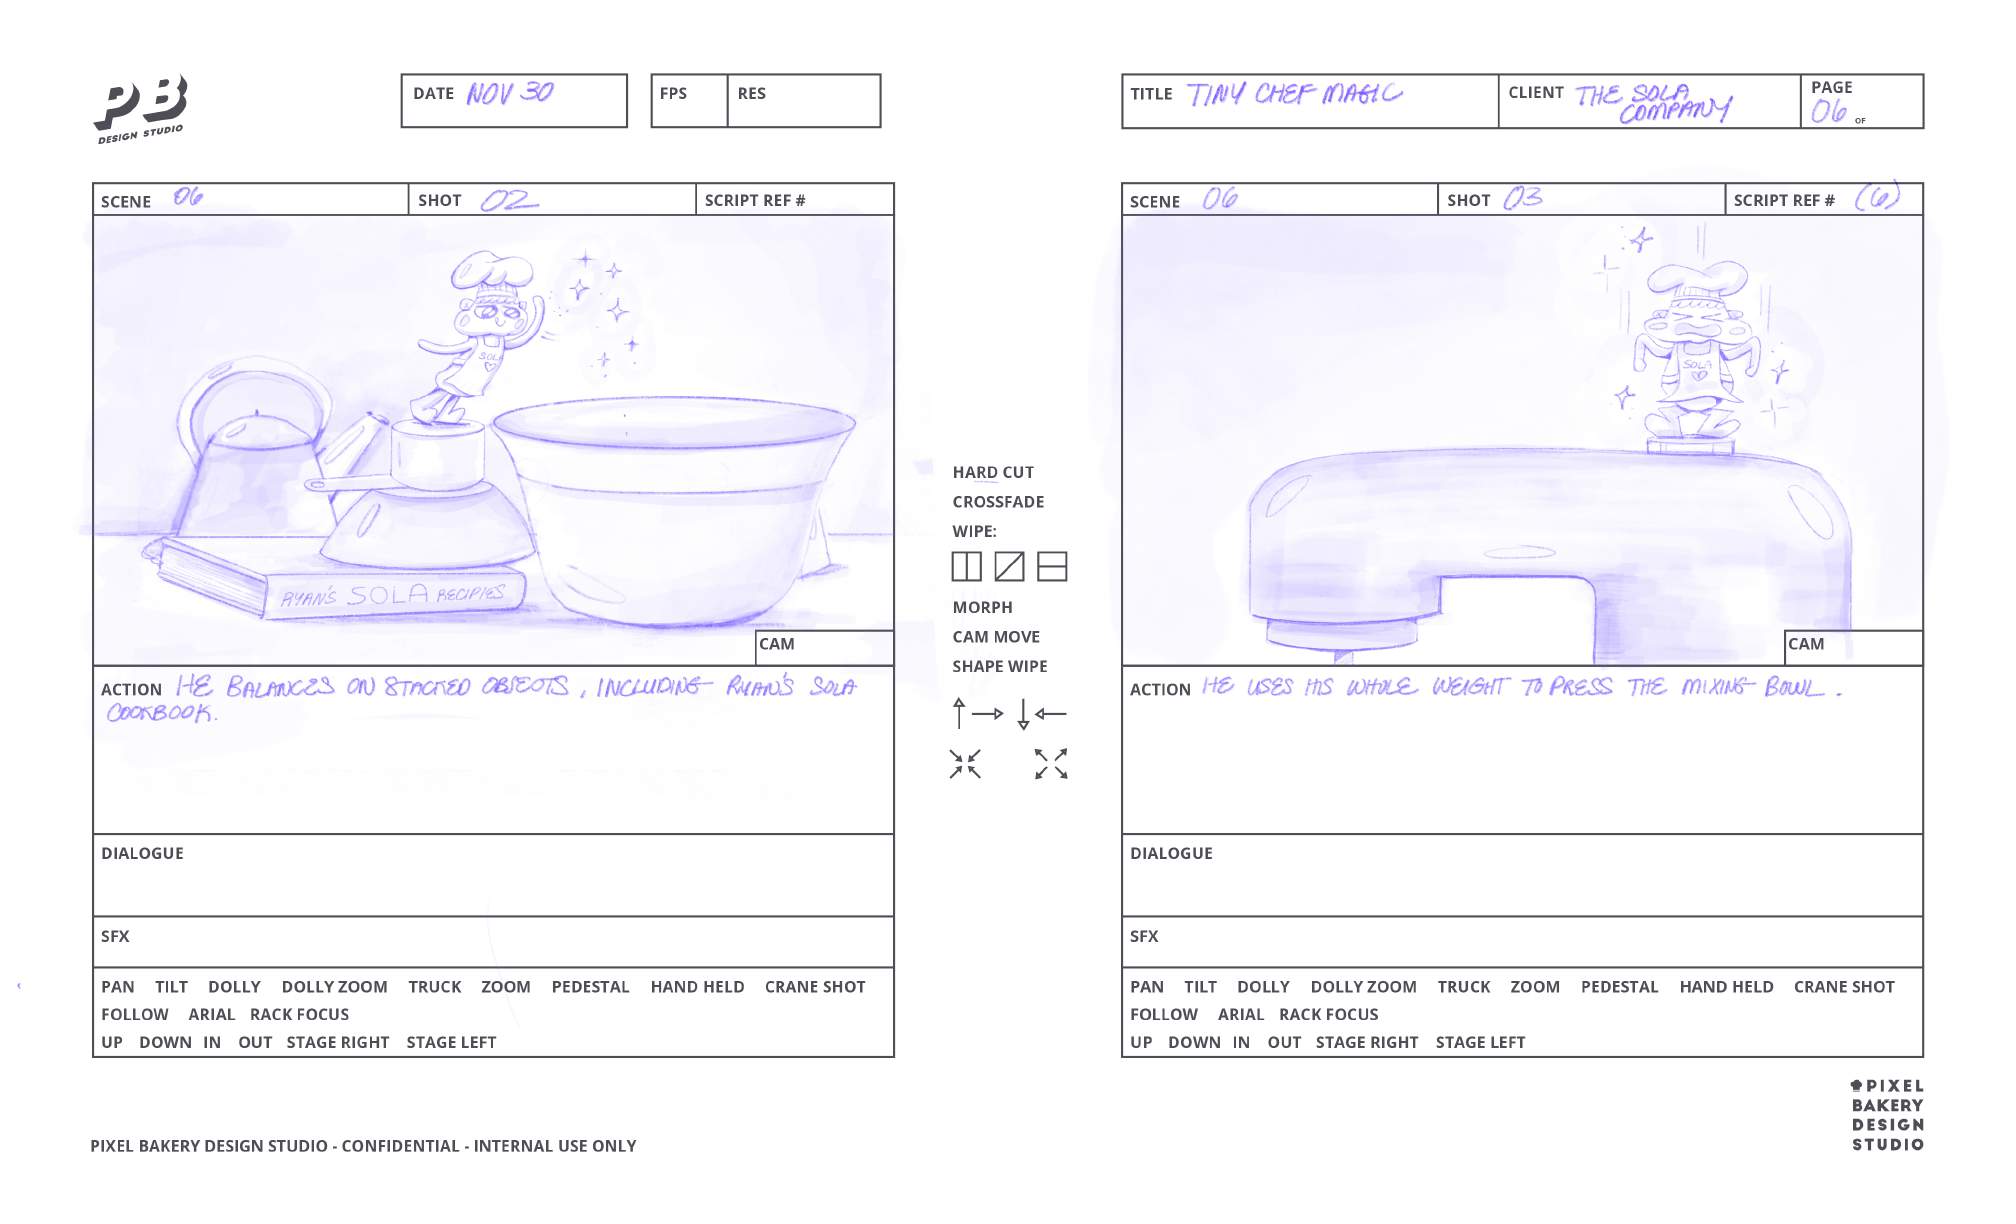 PB
DESIGN STUDIO
DATE NOV 30
FPS
RES
TITLE TINY CHEF MAGIC
CLIENT THE SOLA
COMPANY
PAGE
06 OF
SCENE 06
SHOT 02
SCRIPT REF #
SOLA
RYAN'S SOLA RECIPIES
CAM
ACTION HE BALANCES ON STACKED OBJECTS, INCLUDING RYAN'S SOLA
COOKBOOK.
DIALOGUE
SFX
PAN TILT DOLLY DOLLY ZOOM TRUCK ZOOM PEDESTAL HAND HELD CRANE SHOT
FOLLOW ARIAL RACK FOCUS
UP DOWN IN OUT STAGE RIGHT STAGE LEFT
HARD CUT
CROSSFADE
WIPE:
MORPH
CAM MOVE
SHAPE WIPE
SCENE 06
SHOT 03
SCRIPT REF # (6)
SOLA
CAM
ACTION HE USES HIS WHOLE WEIGHT TO PRESS THE MIXING BOWL.
DIALOGUE
SFX
PAN TILT DOLLY DOLLY ZOOM TRUCK ZOOM PEDESTAL HAND HELD CRANE SHOT
FOLLOW ARIAL RACK FOCUS
UP DOWN IN OUT STAGE RIGHT STAGE LEFT
PIXEL BAKERY DESIGN STUDIO - CONFIDENTIAL - INTERNAL USE ONLY
PIXEL
BAKERY
DESIGN
STUDIO